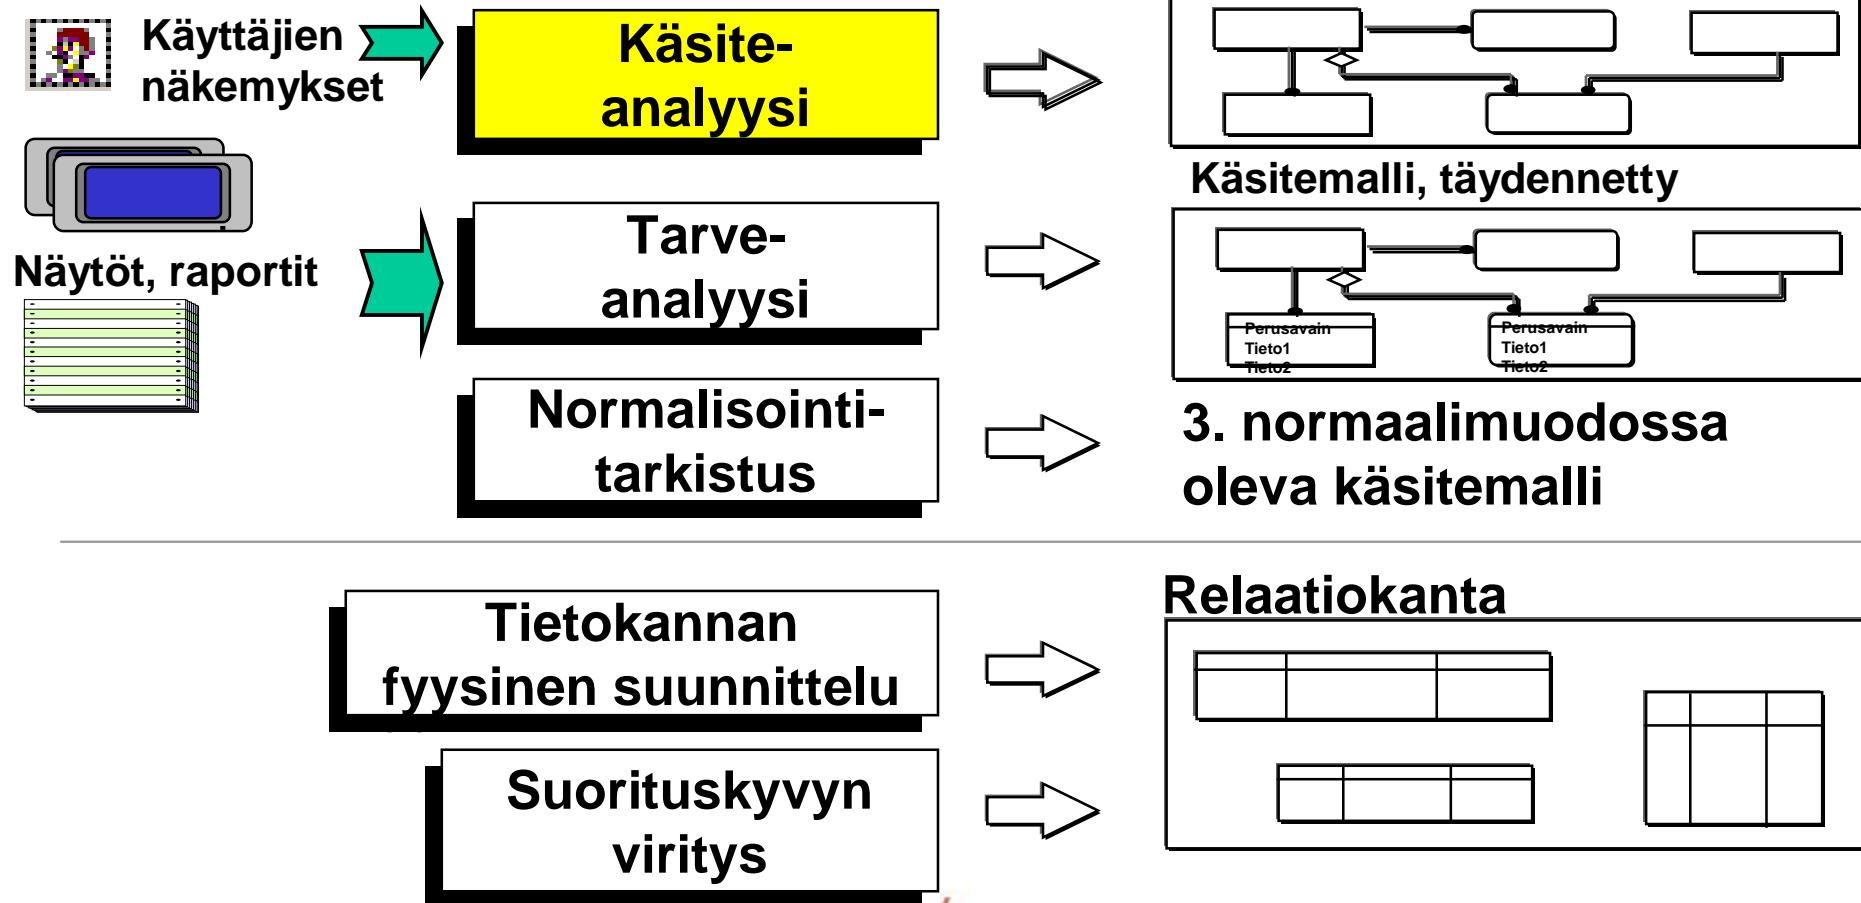 Käyttäjien
näkemykset
Käsite-
analyysi
Käsitemalli, täydennetty
Näytöt, raportit
Tarve-
analyysi
Perusavain
Tieto1
Tieto2
Perusavain
Tieto1
Tieto2
Normalisointi-
tarkistus
3. normaalimuodossa
oleva käsitemalli
Tietokannan
fyysinen suunnittelu
Relaatiokanta
Suorituskyvyn
viritys